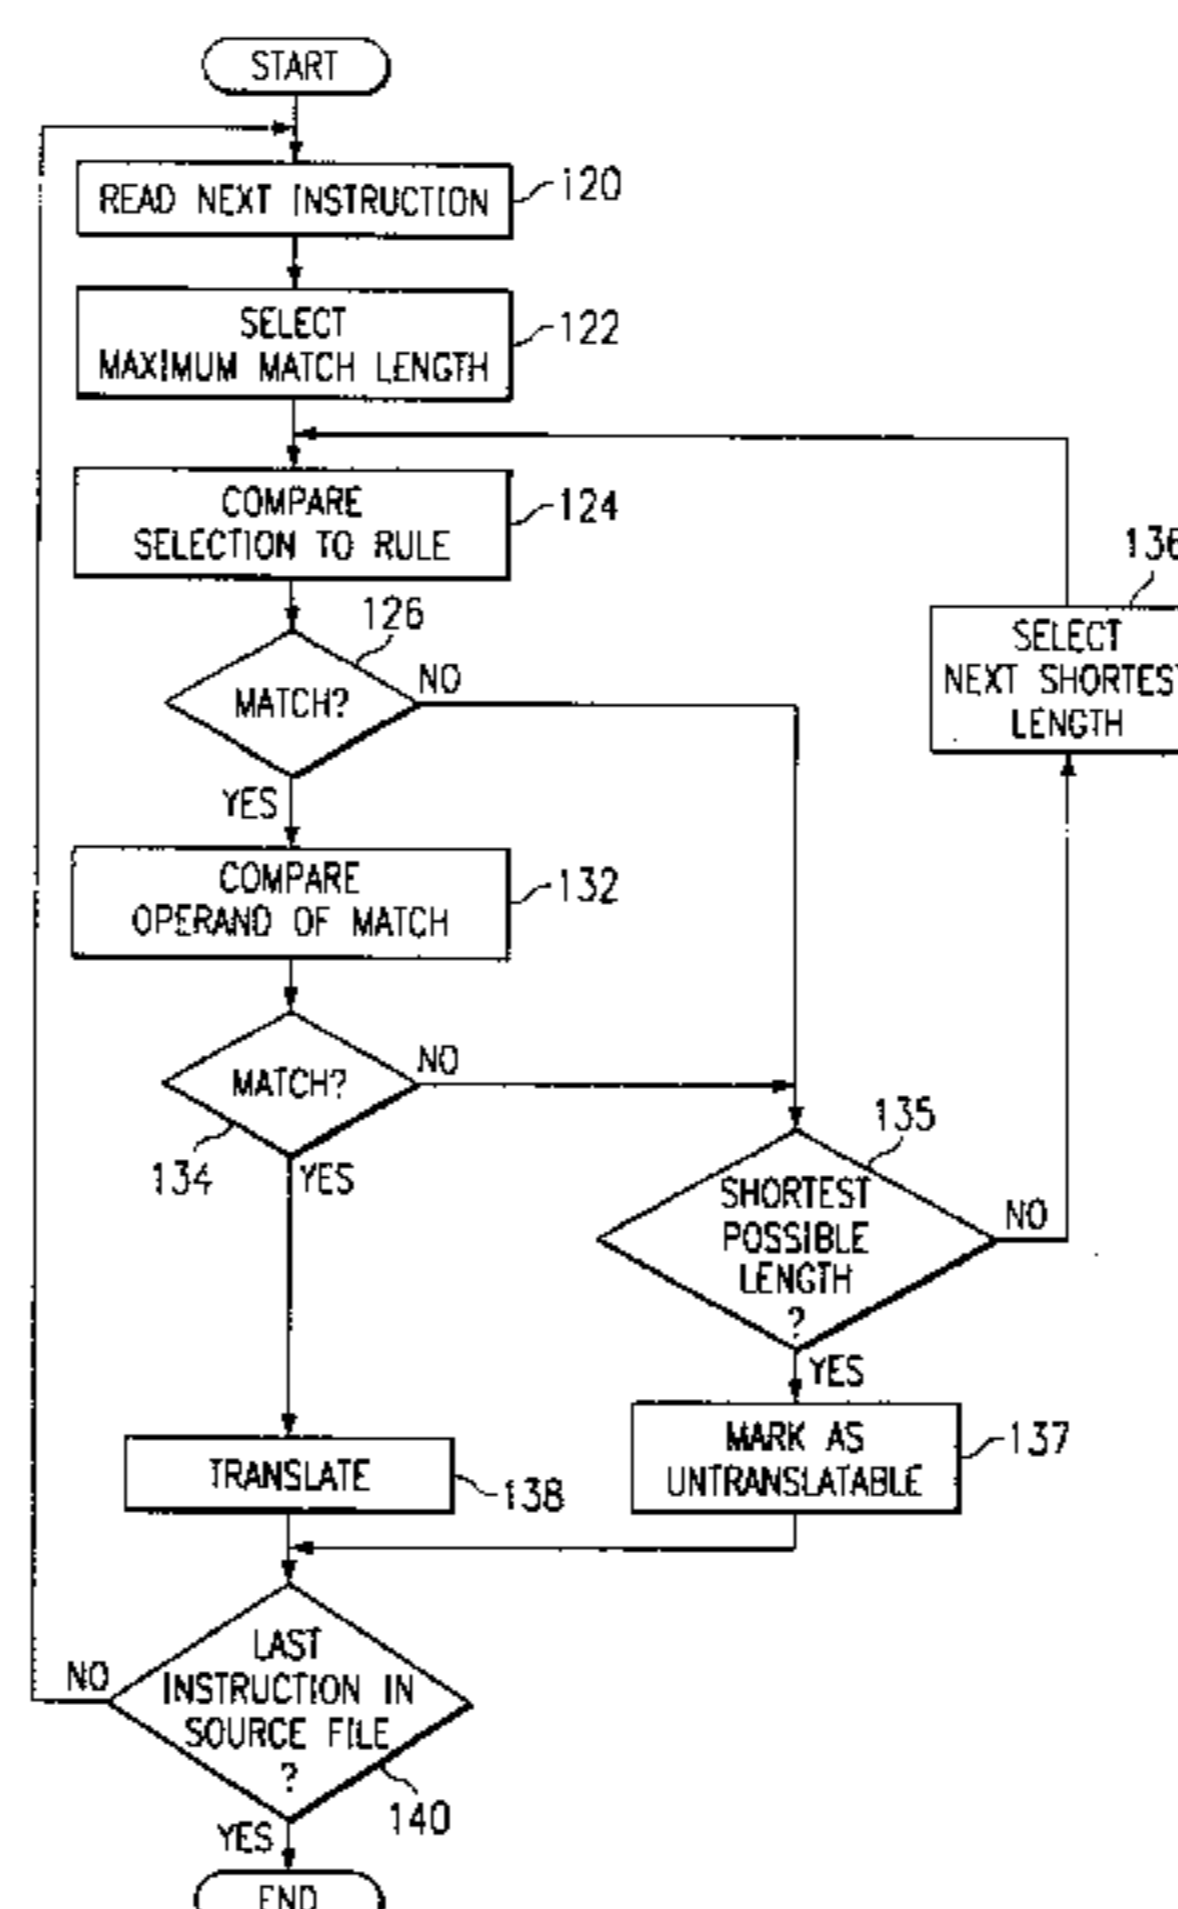 START
READ NEXT INSTRUCTION
120
SELECT
MAXIMUM MATCH LENGTH
122
COMPARE
SELECTION TO RULE
124
136
SELECT
NEXT SHORTEST
LENGTH
126
MATCH?
NO
YES
COMPARE
OPERAND OF MATCH
132
MATCH?
NO
134
YES
135
SHORTEST
POSSIBLE
LENGTH
?
NO
YES
TRANSLATE
138
MARK AS
UNTRANSLATABLE
137
LAST
INSTRUCTION IN
SOURCE FILE
?
NO
140
YES
END